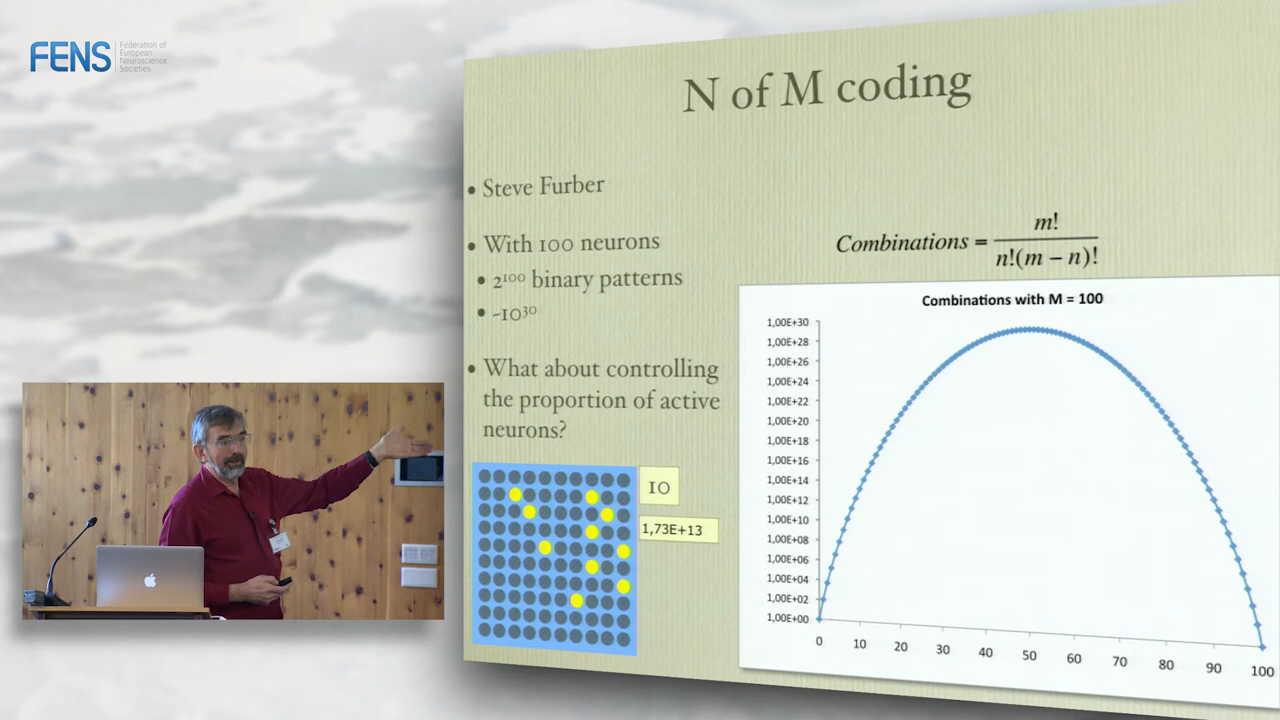 FENS
Federation of
European
Neuroscience
Societies
N of M coding
• Steve Furber
• With 100 neurons
• 2¹⁰⁰ binary patterns
• ~10³⁰
• What about controlling
the proportion of active
neurons?
10
1,73E+13
Combinations = m! / n!(m − n)!
Combinations with M = 100
1,00E+30
1,00E+28
1,00E+26
1,00E+24
1,00E+22
1,00E+20
1,00E+18
1,00E+16
1,00E+14
1,00E+12
1,00E+10
1,00E+08
1,00E+06
1,00E+04
1,00E+02
1,00E+00
0 10 20 30 40 50 60 70 80 90 100